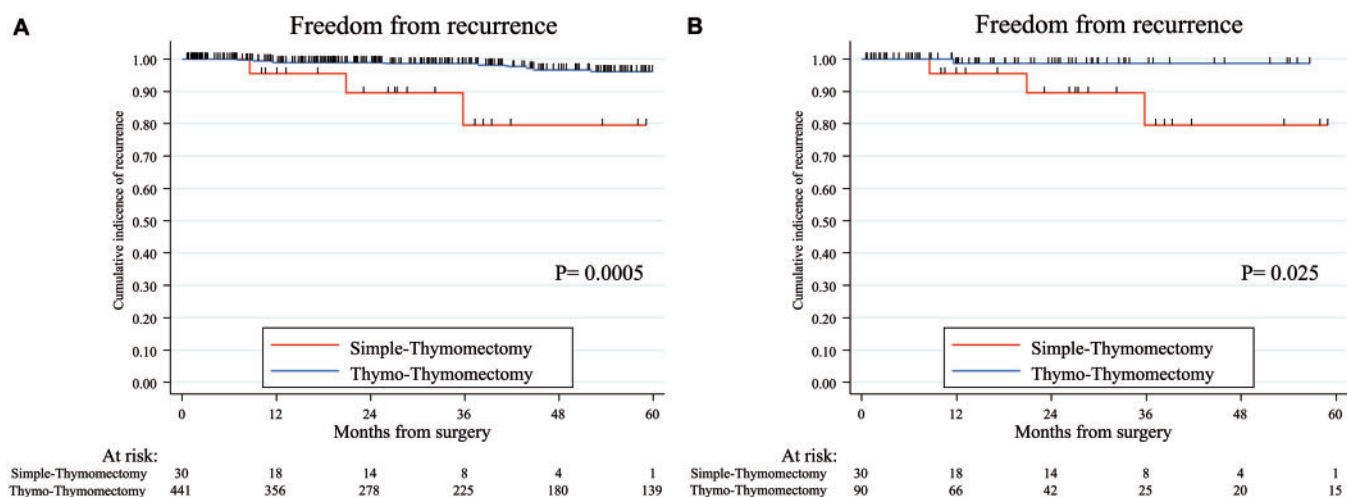 A
Freedom from recurrence
Cumulative indicence of recurrence
1.00
0.90
0.80
0.70
0.60
0.50
0.40
0.30
0.20
0.10
0.00
P= 0.0005
Simple-Thymomectomy
Thymo-Thymomectomy
0 12 24 36 48 60
Months from surgery
At risk:
Simple-Thymomectomy 30 18 14 8 4 1
Thymo-Thymomectomy 441 356 278 225 180 139
B
Freedom from recurrence
Cumulative indicence of recurrence
1.00
0.90
0.80
0.70
0.60
0.50
0.40
0.30
0.20
0.10
0.00
P= 0.025
Simple-Thymomectomy
Thymo-Thymomectomy
0 12 24 36 48 60
Months from surgery
At risk:
Simple-Thymomectomy 30 18 14 8 4 1
Thymo-Thymomectomy 90 66 42 25 20 15